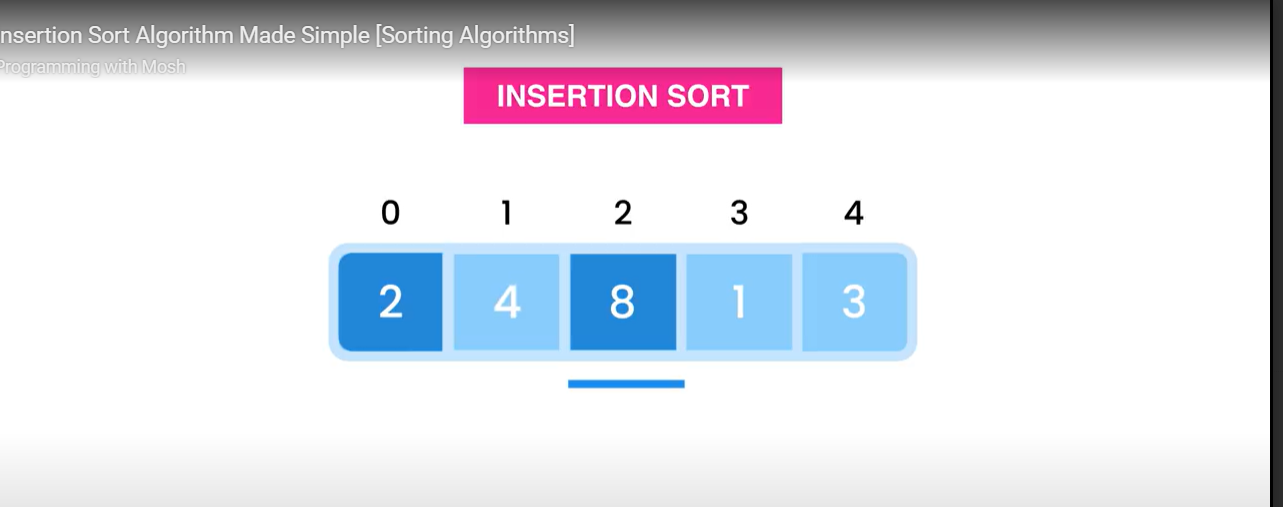 nsertion Sort Algorithm Made Simple [Sorting Algorithms]
Programming with Mosh
INSERTION SORT
0 1 2 3 4
2 4 8 1 3